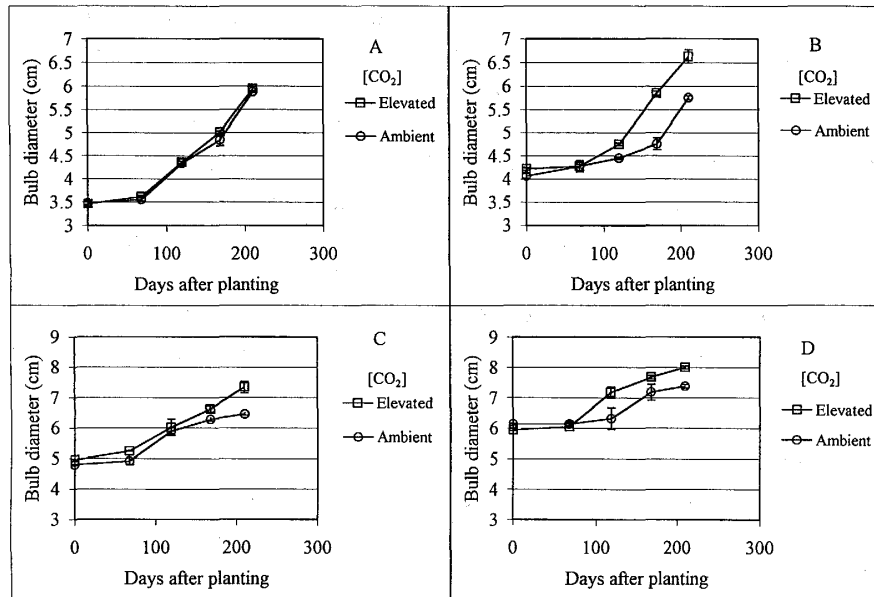 A
[CO2]
Elevated
Ambient
Bulb diameter (cm)
7
6.5
6
5.5
5
4.5
4
3.5
3
0
100
200
300
Days after planting
B
[CO2]
Elevated
Ambient
Bulb diameter (cm)
7
6.5
6
5.5
5
4.5
4
3.5
3
0
100
200
300
Days after planting
C
[CO2]
Elevated
Ambient
Bulb diameter (cm)
9
8
7
6
5
4
3
0
100
200
300
Days after planting
D
[CO2]
Elevated
Ambient
Bulb diameter (cm)
9
8
7
6
5
4
3
0
100
200
300
Days after planting